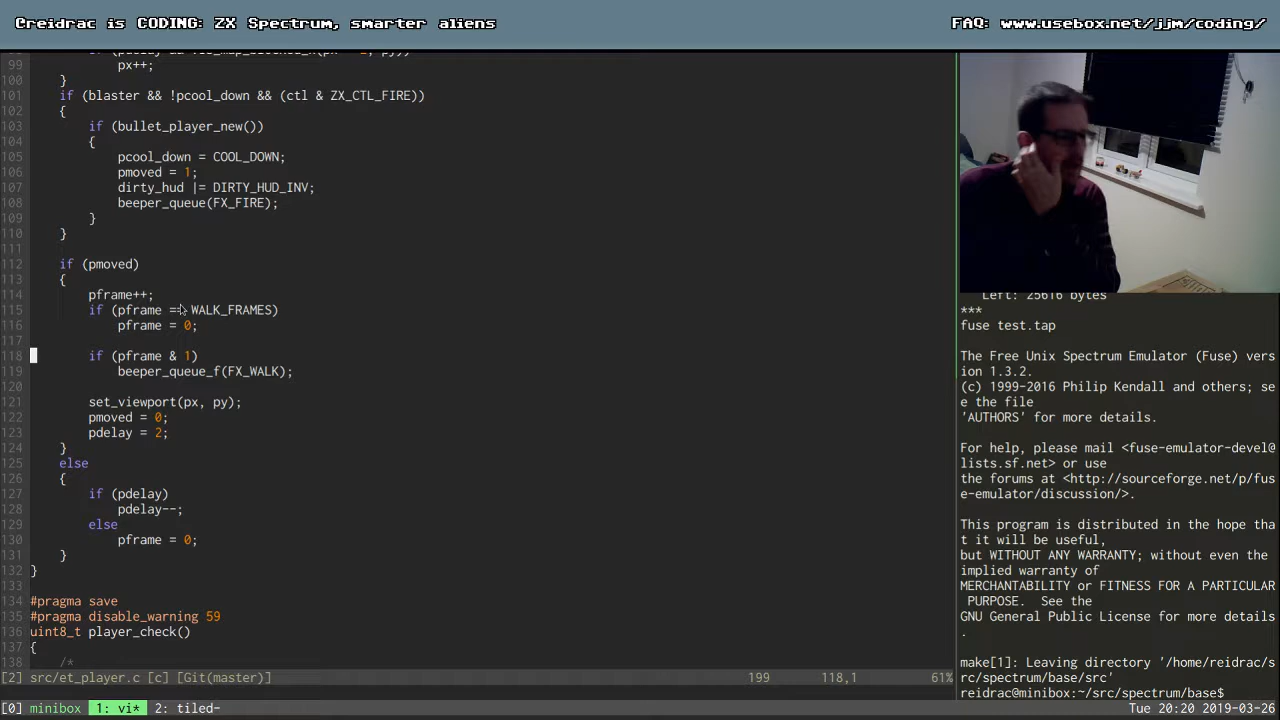 Creidrac is CODING: ZX Spectrum, smarter aliens
FAQ: www.usebox.net/jjm/coding/
99             px++;
100     }
101     if (blaster && !pcool_down && (ctl & ZX_CTL_FIRE))
102     {
103         if (bullet_player_new())
104         {
105             pcool_down = COOL_DOWN;
106             pmoved = 1;
107             dirty_hud |= DIRTY_HUD_INV;
108             beeper_queue(FX_FIRE);
109         }
110     }
111
112     if (pmoved)
113     {
114         pframe++;
115         if (pframe == WALK_FRAMES)
116             pframe = 0;
117
118         if (pframe & 1)
119             beeper_queue_f(FX_WALK);
120
121         set_viewport(px, py);
122         pmoved = 0;
123         pdelay = 2;
124     }
125     else
126     {
127         if (pdelay)
128             pdelay--;
129         else
130             pframe = 0;
131     }
132 }
133
134 #pragma save
135 #pragma disable_warning 59
136 uint8_t player_check()
137 {
138     /*
[2] src/et_player.c [c] [Git(master)] 199 118,1 61%
Left: 25616 bytes
***
fuse test.tap
The Free Unix Spectrum Emulator (Fuse) vers
ion 1.3.2.
(c) 1999-2016 Philip Kendall and others; se
e the file
'AUTHORS' for more details.
For help, please mail <fuse-emulator-devel@
lists.sf.net> or use
the forums at <http://sourceforge.net/p/fus
e-emulator/discussion/>.
This program is distributed in the hope tha
t it will be useful,
but WITHOUT ANY WARRANTY; without even the
implied warranty of
MERCHANTABILITY or FITNESS FOR A PARTICULAR
PURPOSE.  See the
GNU General Public License for more details
.
make[1]: Leaving directory '/home/reidrac/s
rc/spectrum/base/src'
reidrac@minibox:~/src/spectrum/base$
[0] minibox 1: vi* 2: tiled- Tue 20:20 2019-03-26